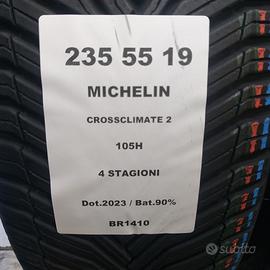 235 55 19
MICHELIN
CROSSCLIMATE 2
105H
4 STAGIONI
Dot.2023 / Bat.90%
BR1410
subito